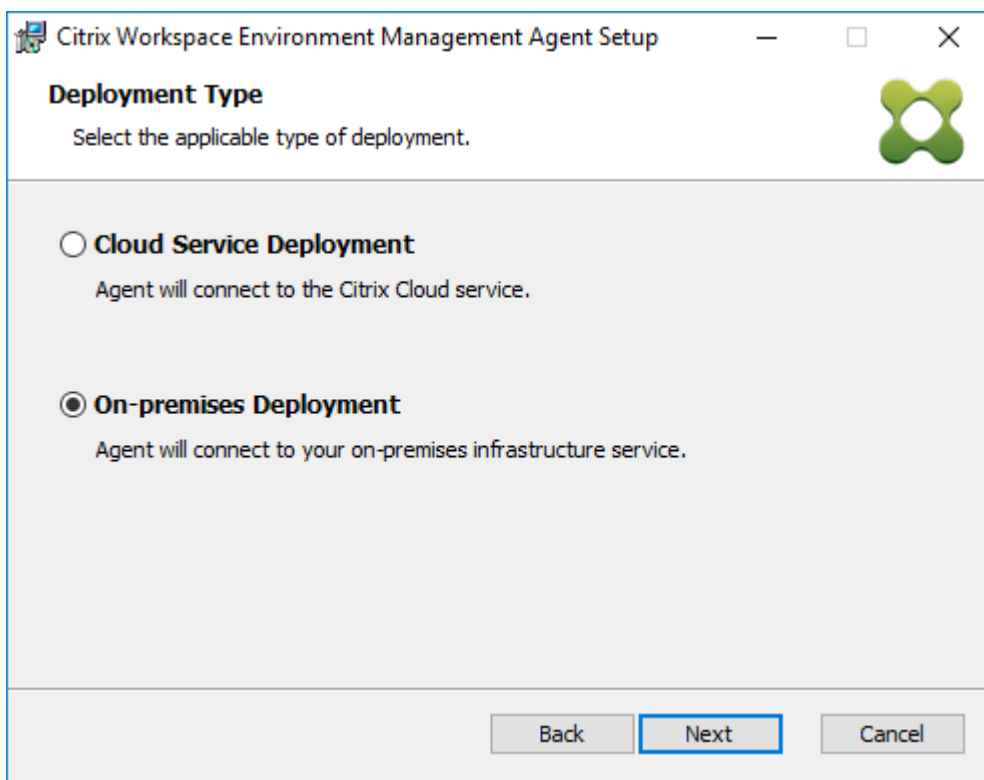 Citrix Workspace Environment Management Agent Setup
Deployment Type
Select the applicable type of deployment.
Cloud Service Deployment
Agent will connect to the Citrix Cloud service.
On-premises Deployment
Agent will connect to your on-premises infrastructure service.
Back Next Cancel